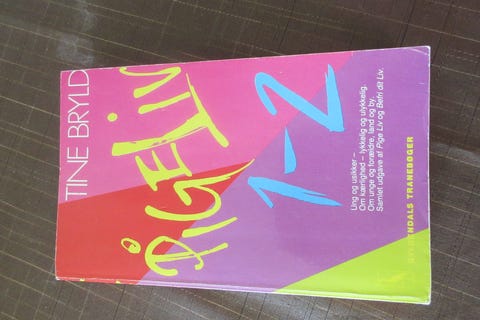 TINE BRYLD
PIGELiV
1-2
Ung og usikker –
Om kærlighed – lykkelig og ulykkelig.
Om unge og forældre, land og by.
Samlet udgave af Pige Liv og Befri dit Liv.
GYLDENDALS TRANEBØGER